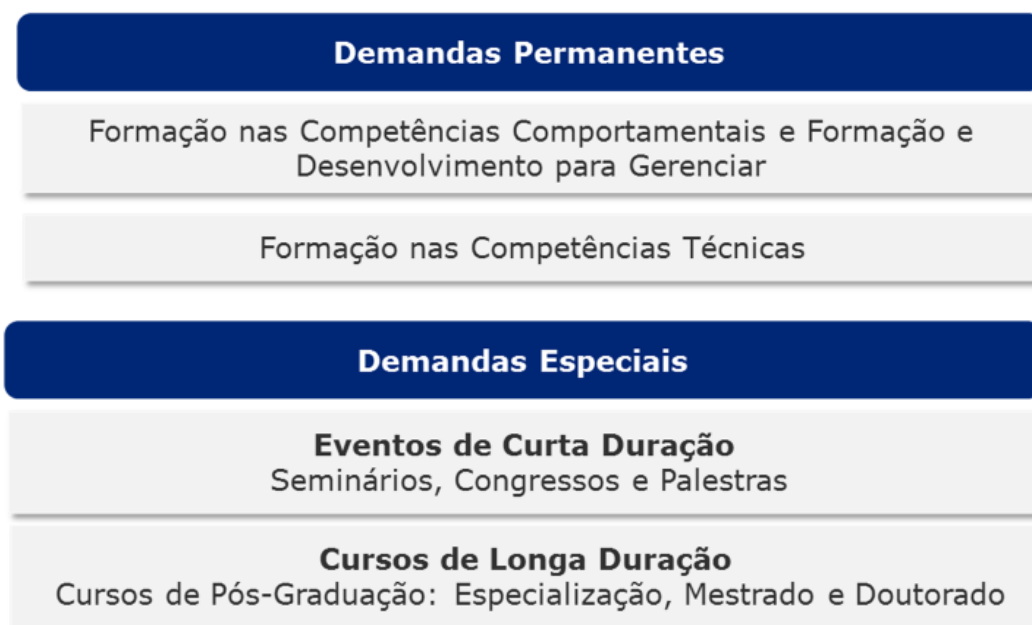 Demandas Permanentes
Formação nas Competências Comportamentais e Formação e
Desenvolvimento para Gerenciar
Formação nas Competências Técnicas
Demandas Especiais
Eventos de Curta Duração
Seminários, Congressos e Palestras
Cursos de Longa Duração
Cursos de Pós-Graduação: Especialização, Mestrado e Doutorado